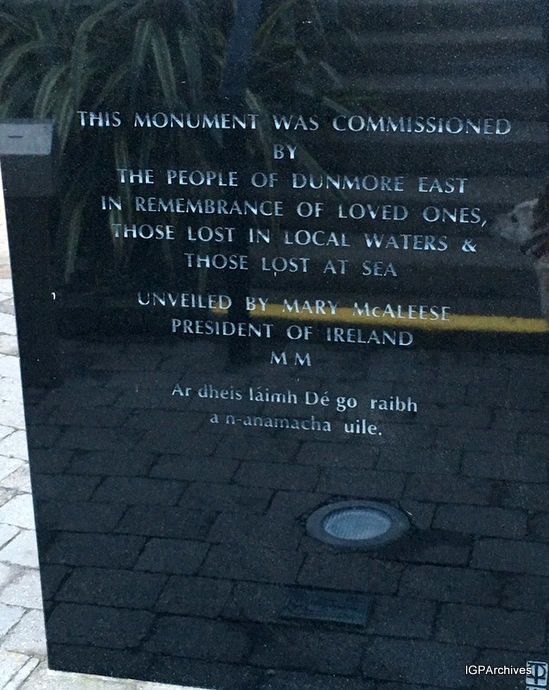 THIS MONUMENT WAS COMMISSIONED
BY
THE PEOPLE OF DUNMORE EAST
IN REMEMBRANCE OF LOVED ONES,
THOSE LOST IN LOCAL WATERS &
THOSE LOST AT SEA
UNVEILED BY MARY McALEESE
PRESIDENT OF IRELAND
M M
Ar dheis láimh Dé go raibh
a n-anamacha uile.
IGPArchives